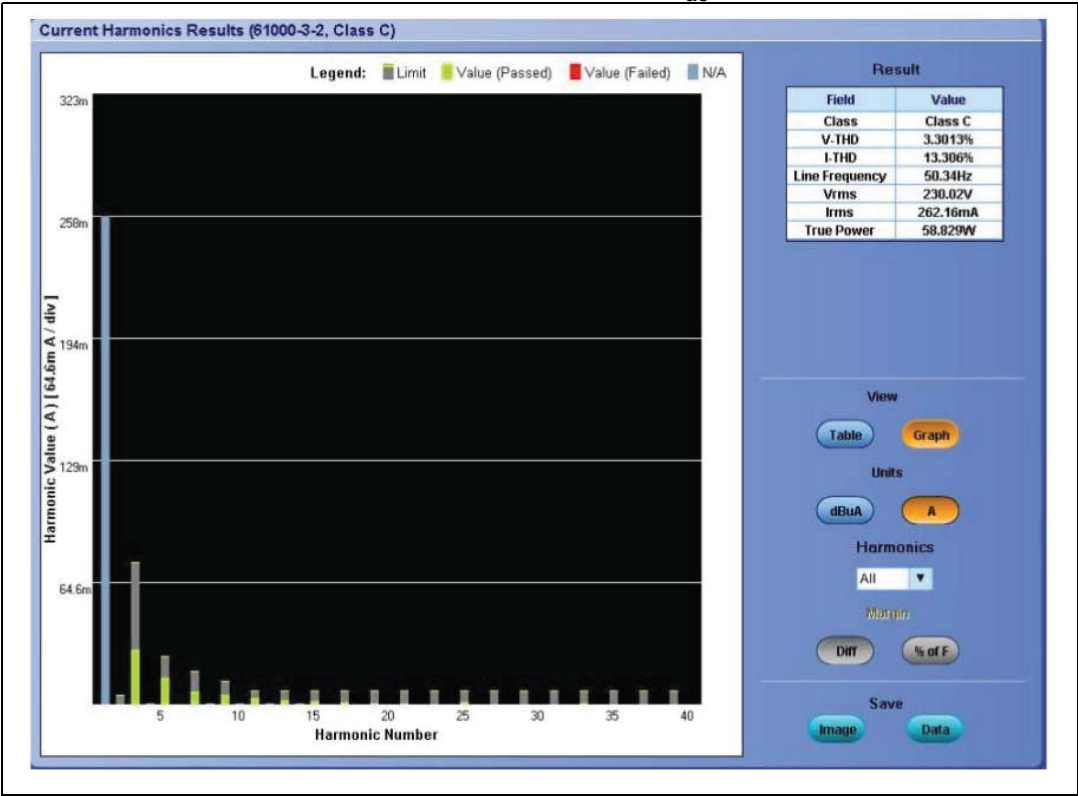 Current Harmonics Results (61000-3-2, Class C)
Legend: Limit Value (Passed) Value (Failed) N/A
323m
258m
194m
129m
64.6m
Harmonic Value ( A ) [ 64.6m A / div ]
5 10 15 20 25 30 35 40
Harmonic Number
Result
Field Value
Class Class C
V-THD 3.3013%
I-THD 13.306%
Line Frequency 50.34Hz
Vrms 230.02V
Irms 262.16mA
True Power 58.829W
View
Table Graph
Units
dBuA A
Harmonics
All
Margin
Diff % of F
Save
Image Data